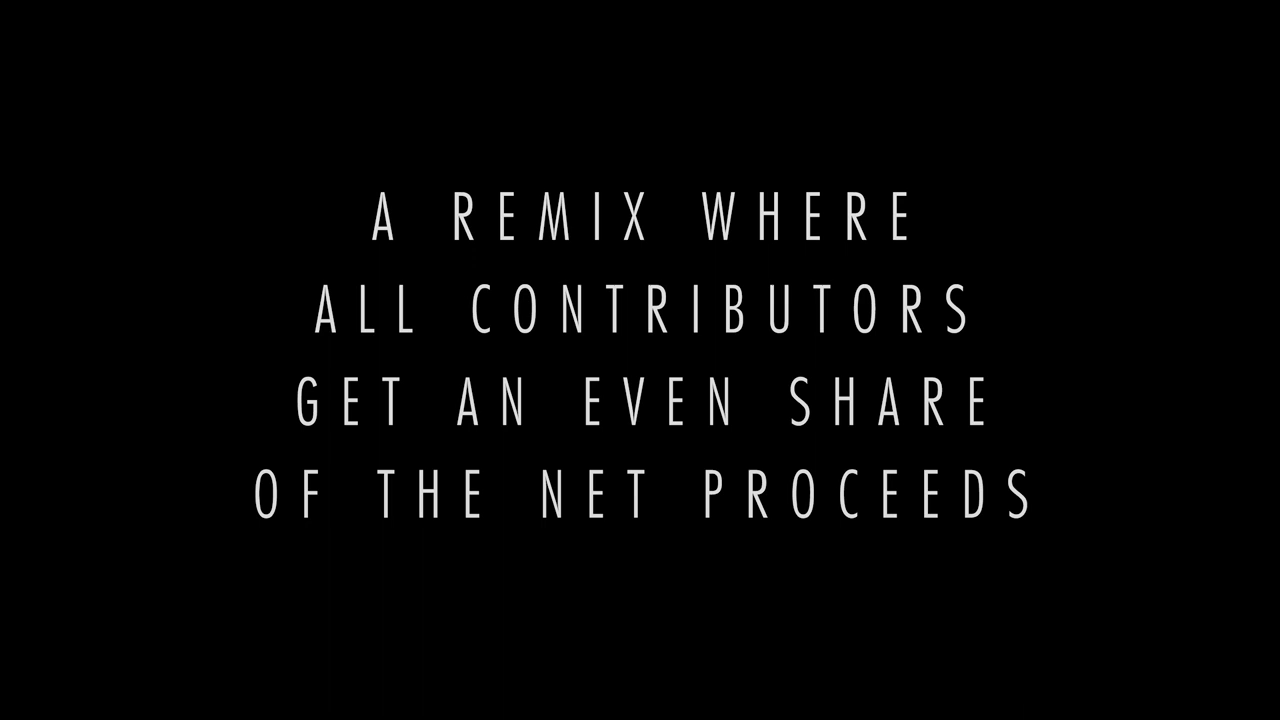 A REMIX WHERE
ALL CONTRIBUTORS
GET AN EVEN SHARE
OF THE NET PROCEEDS